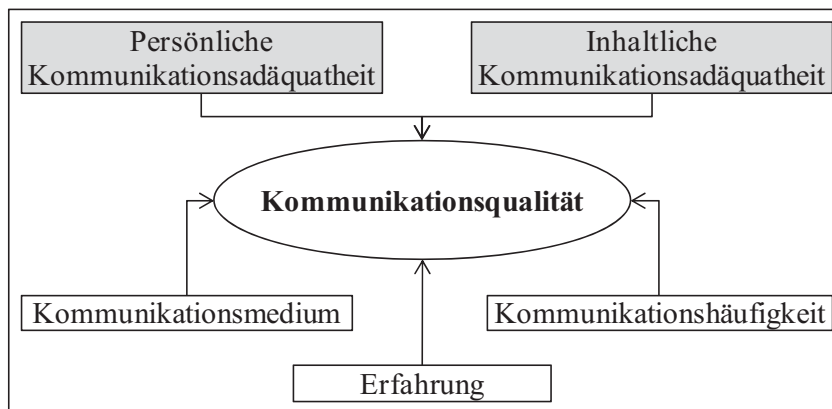 Persönliche
Kommunikationsadäquatheit
Inhaltliche
Kommunikationsadäquatheit
Kommunikationsqualität
Kommunikationsmedium
Kommunikationshäufigkeit
Erfahrung